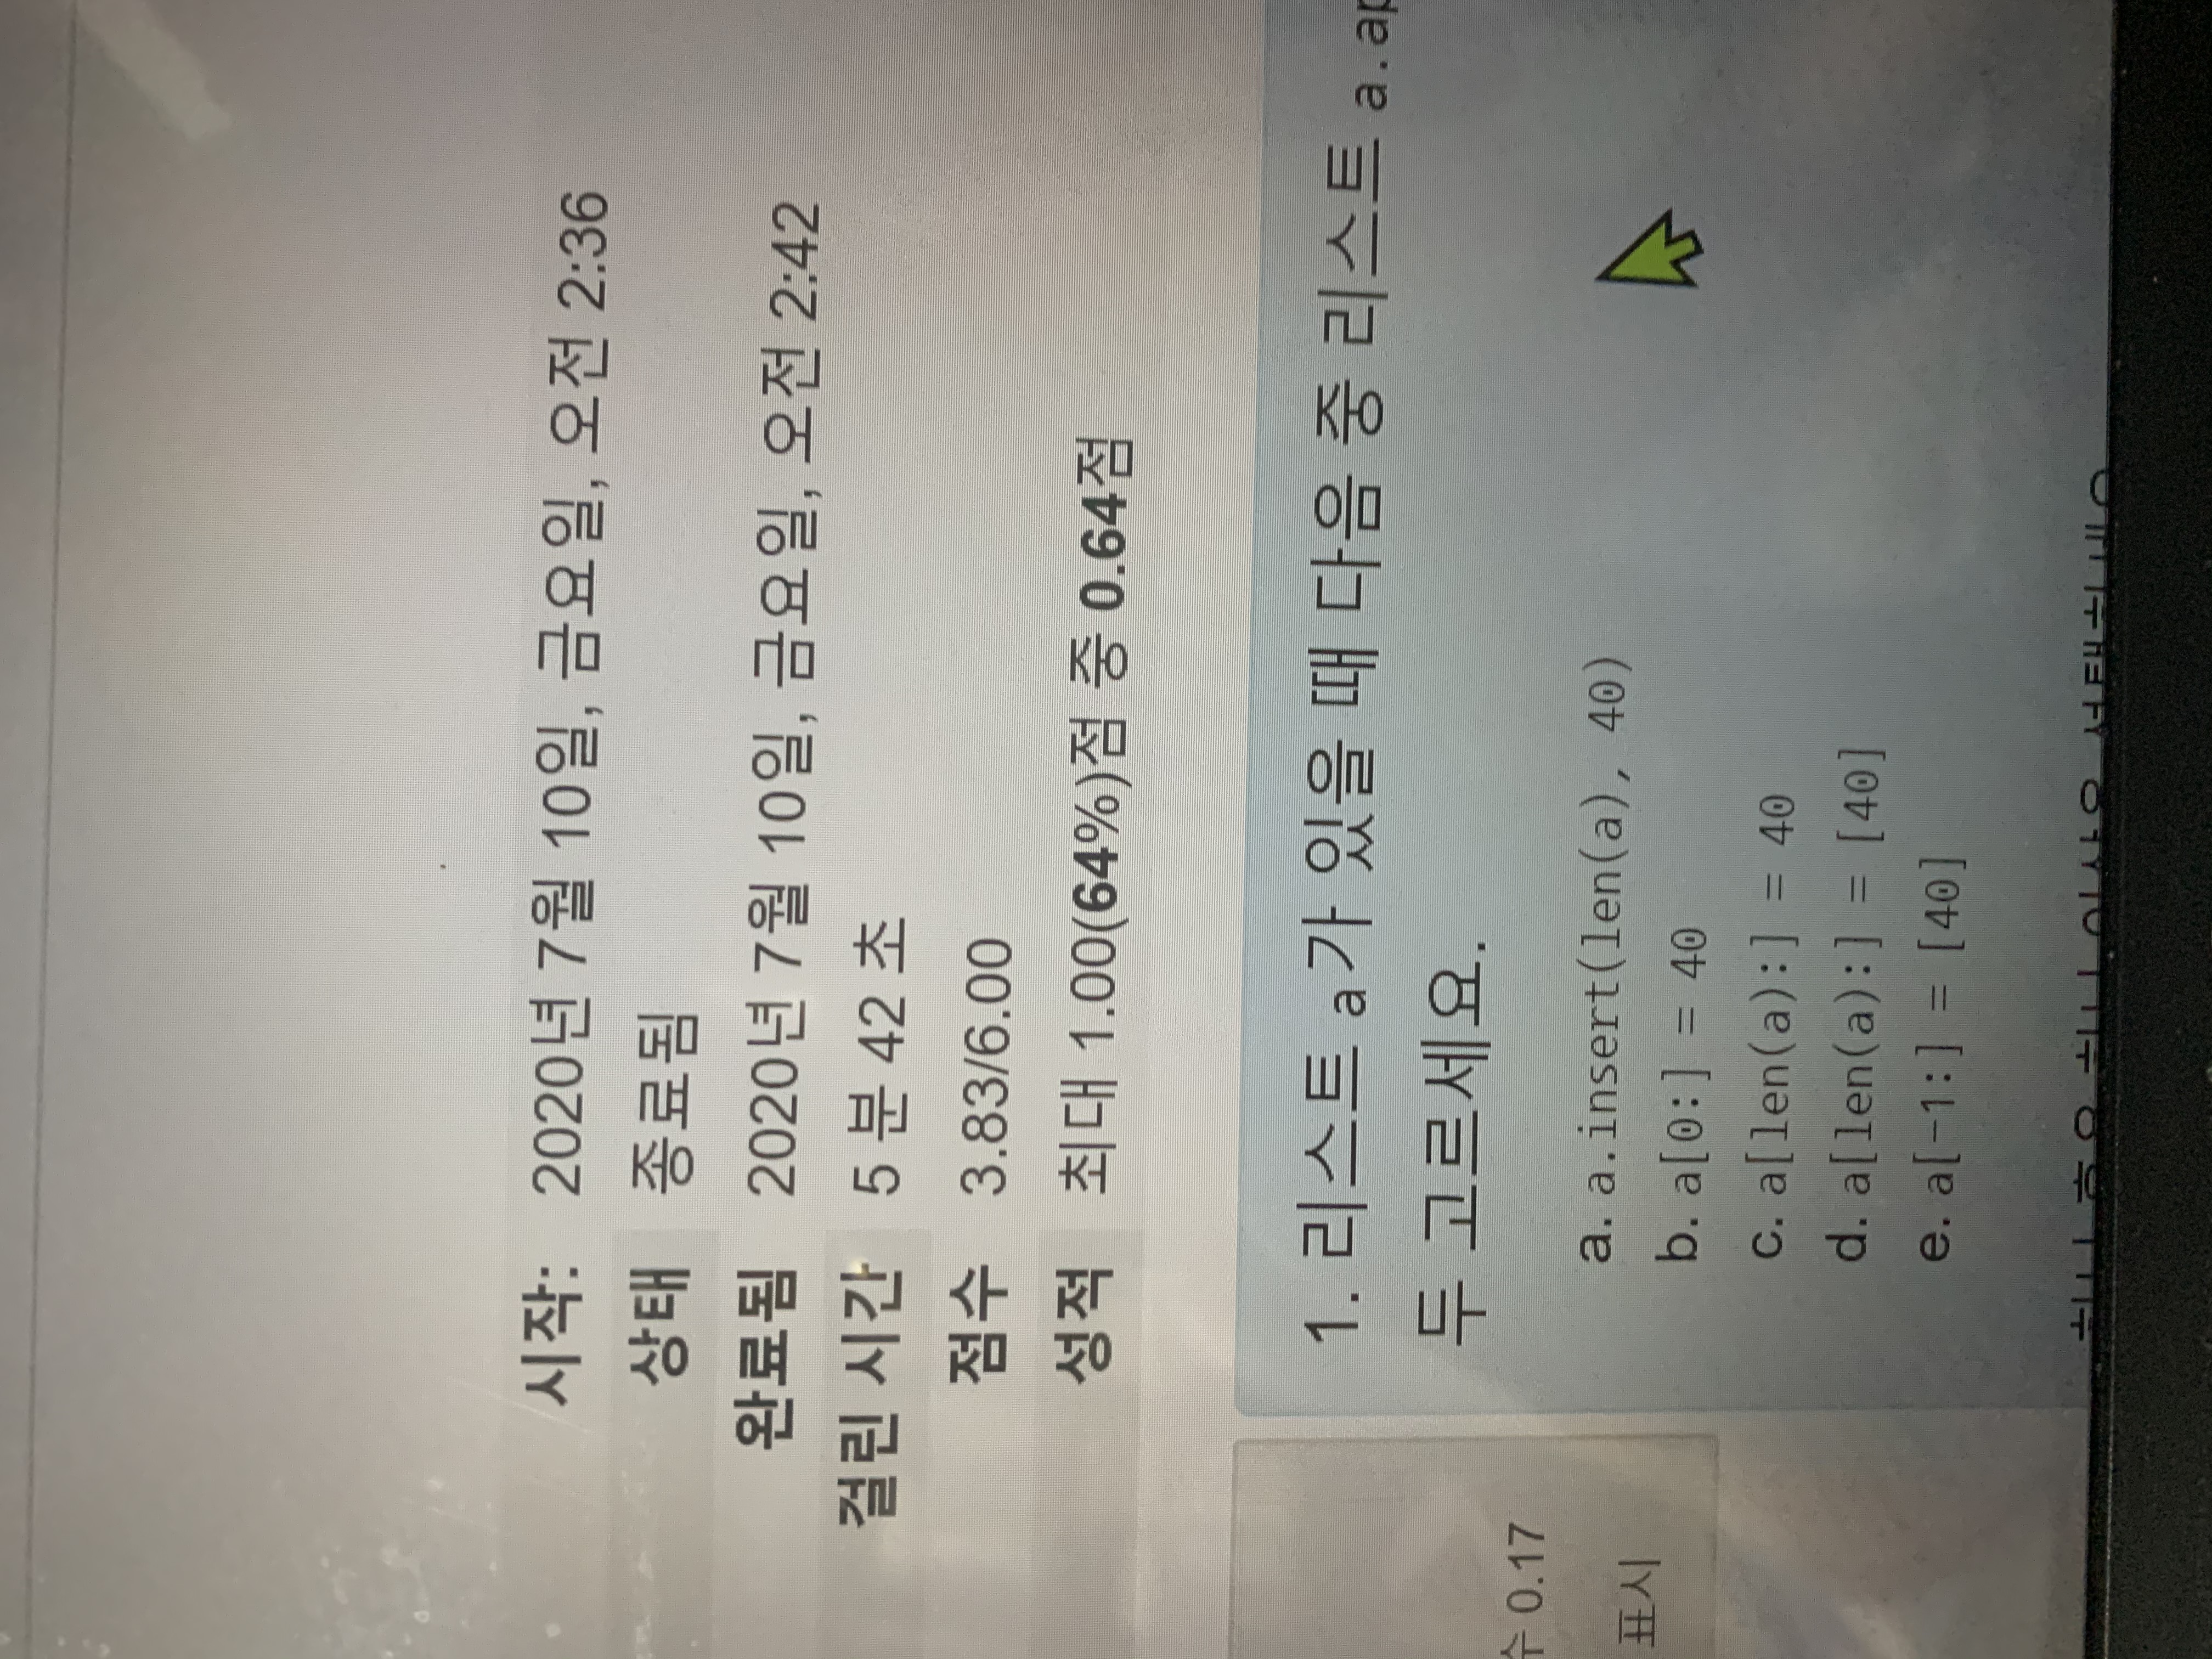 시작: 2020년 7월 10일, 금요일, 오전 2:36
상태 종료됨
완료됨 2020년 7월 10일, 금요일, 오전 2:42
걸린 시간 5 분 42 초
점수 3.83/6.00
성적 최대 1.00(64%)점 중 0.64점
1. 리스트 a가 있을 때 다음 중 리스트 a.ap
두 고르세요.
수 0.17
표시
a. a.insert(len(a), 40)
b. a[0:] = 40
c. a[len(a):] = 40
d. a[len(a):] = [40]
e. a[-1:] = [40]